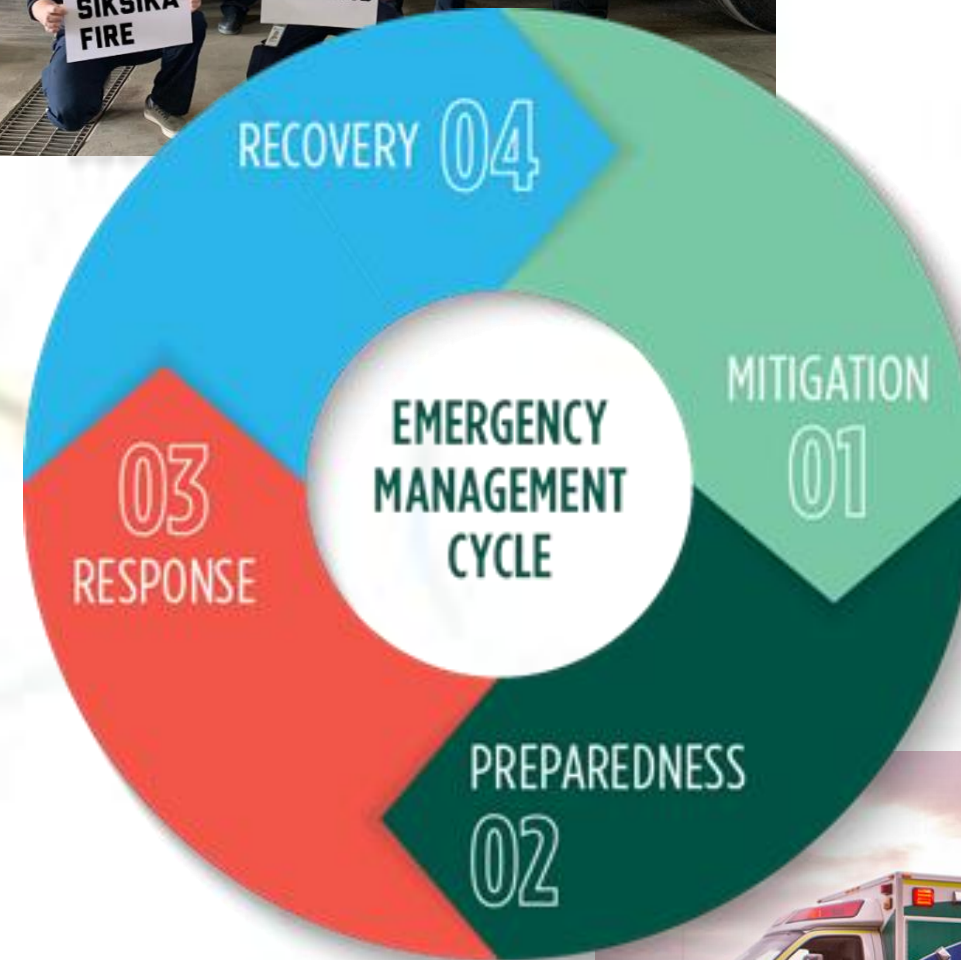 SIKSIKA
FIRE
RECOVERY 04
MITIGATION
01
EMERGENCY
MANAGEMENT
CYCLE
03
RESPONSE
PREPAREDNESS
02